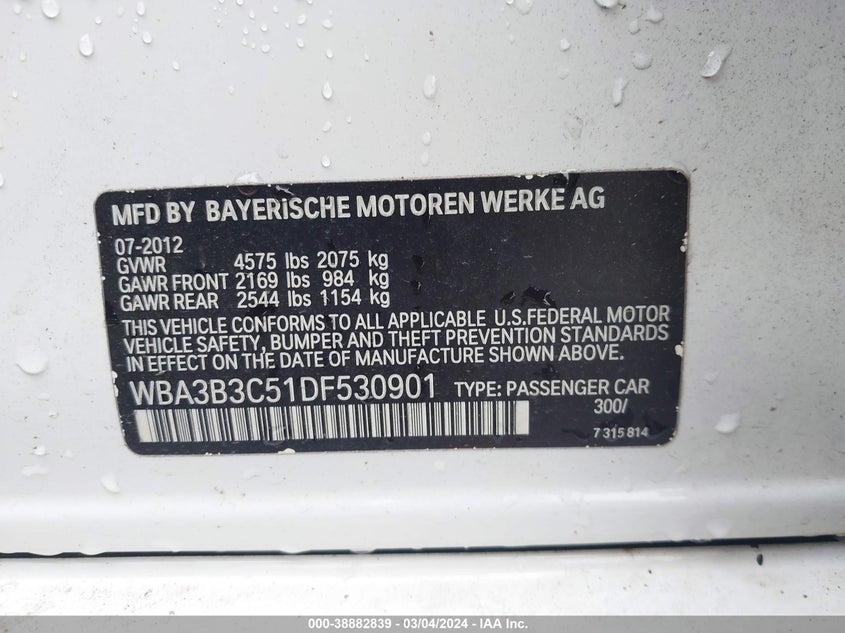 MFD BY BAYERISCHE MOTOREN WERKE AG
07-2012
GVWR 4575 lbs 2075 kg
GAWR FRONT 2169 lbs 984 kg
GAWR REAR 2544 lbs 1154 kg
THIS VEHICLE CONFORMS TO ALL APPLICABLE U.S.FEDERAL MOTOR
VEHICLE SAFETY, BUMPER AND THEFT PREVENTION STANDARDS
IN EFFECT ON THE DATE OF MANUFACTURE SHOWN ABOVE.
WBA3B3C51DF530901 TYPE: PASSENGER CAR
300/
7 315 814
000-38882839 - 03/04/2024 - IAA Inc.